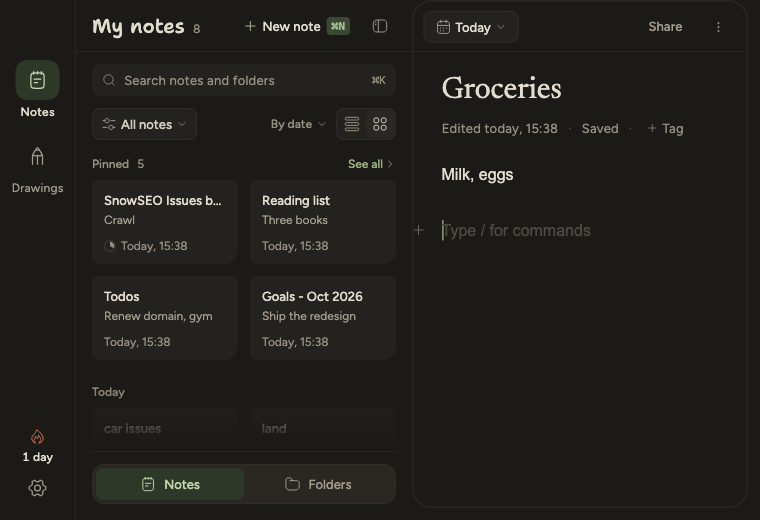 Notes
Drawings
1 day
My notes 8
+ New note ⌘N
Search notes and folders ⌘K
All notes
By date
Pinned 5
See all
SnowSEO Issues b...
Crawl
Today, 15:38
Reading list
Three books
Today, 15:38
Todos
Renew domain, gym
Today, 15:38
Goals - Oct 2026
Ship the redesign
Today, 15:38
Today
car issues
land
Notes
Folders
Today
Share
Groceries
Edited today, 15:38 · Saved · + Tag
Milk, eggs
Type / for commands